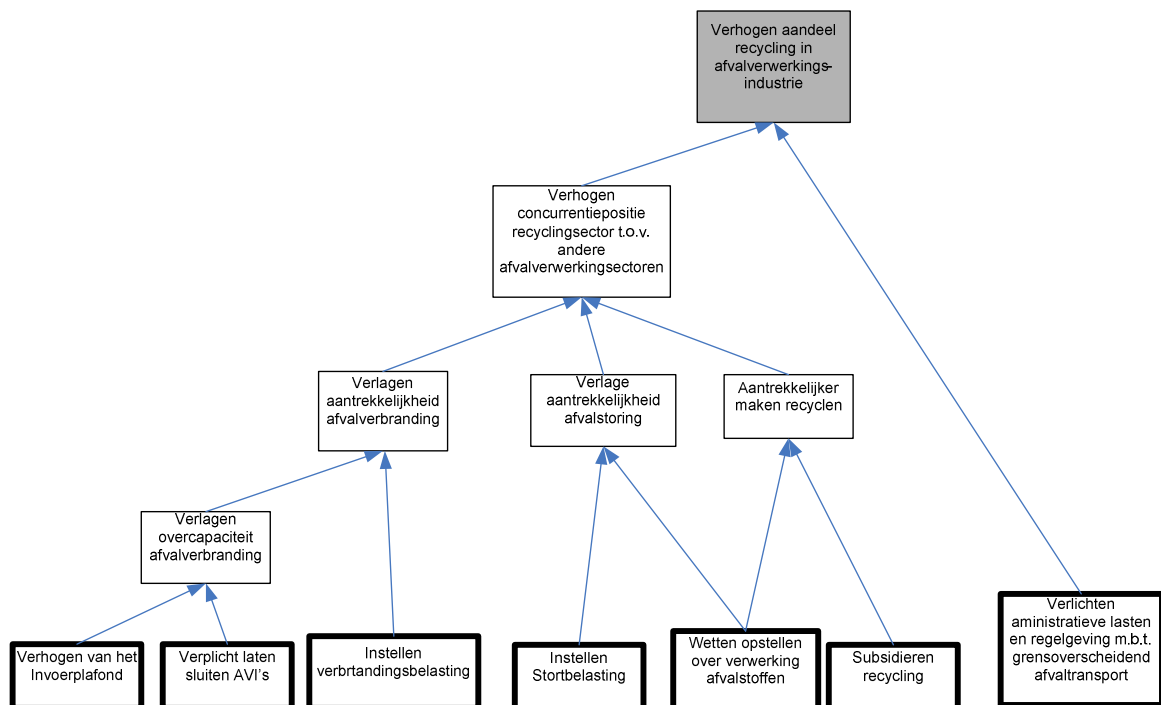 Verhogen aandeel
recycling in
afvalverwerkings-
industrie
Verhogen
concurrentiepositie
recyclingsector t.o.v.
andere
afvalverwerkingsectoren
Verlagen
aantrekkelijkheid
afvalverbranding
Verlage
aantrekkelijkheid
afvalstoring
Aantrekkelijker
maken recyclen
Verlagen
overcapaciteit
afvalverbranding
Verhogen van het
Invoerplafond
Verplicht laten
sluiten AVI's
Instellen
verbrtandingsbelasting
Instellen
Stortbelasting
Wetten opstellen
over verwerking
afvalstoffen
Subsidieren
recycling
Verlichten
aministratieve lasten
en regelgeving m.b.t.
grensoverscheidend
afvaltransport